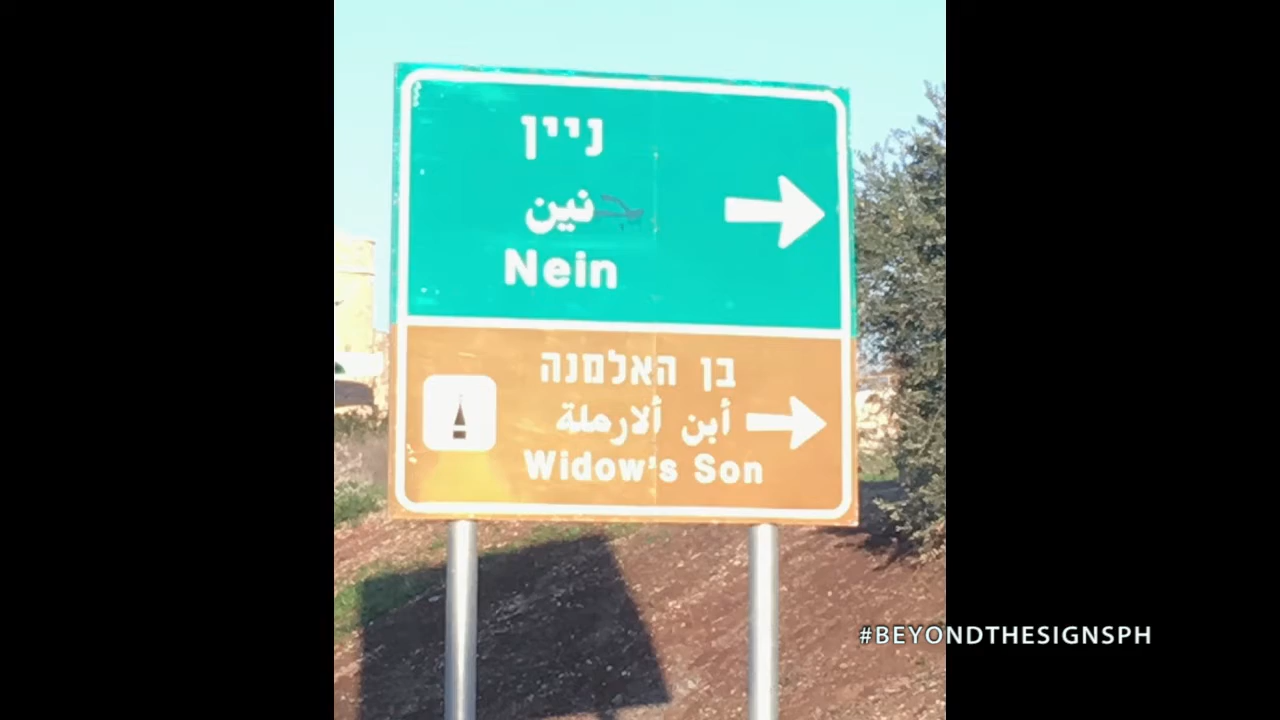 ניין
نين
Nein
בן האלמנה
أبن ألارملة
Widow's Son
#BEYONDTHESIGNSPH